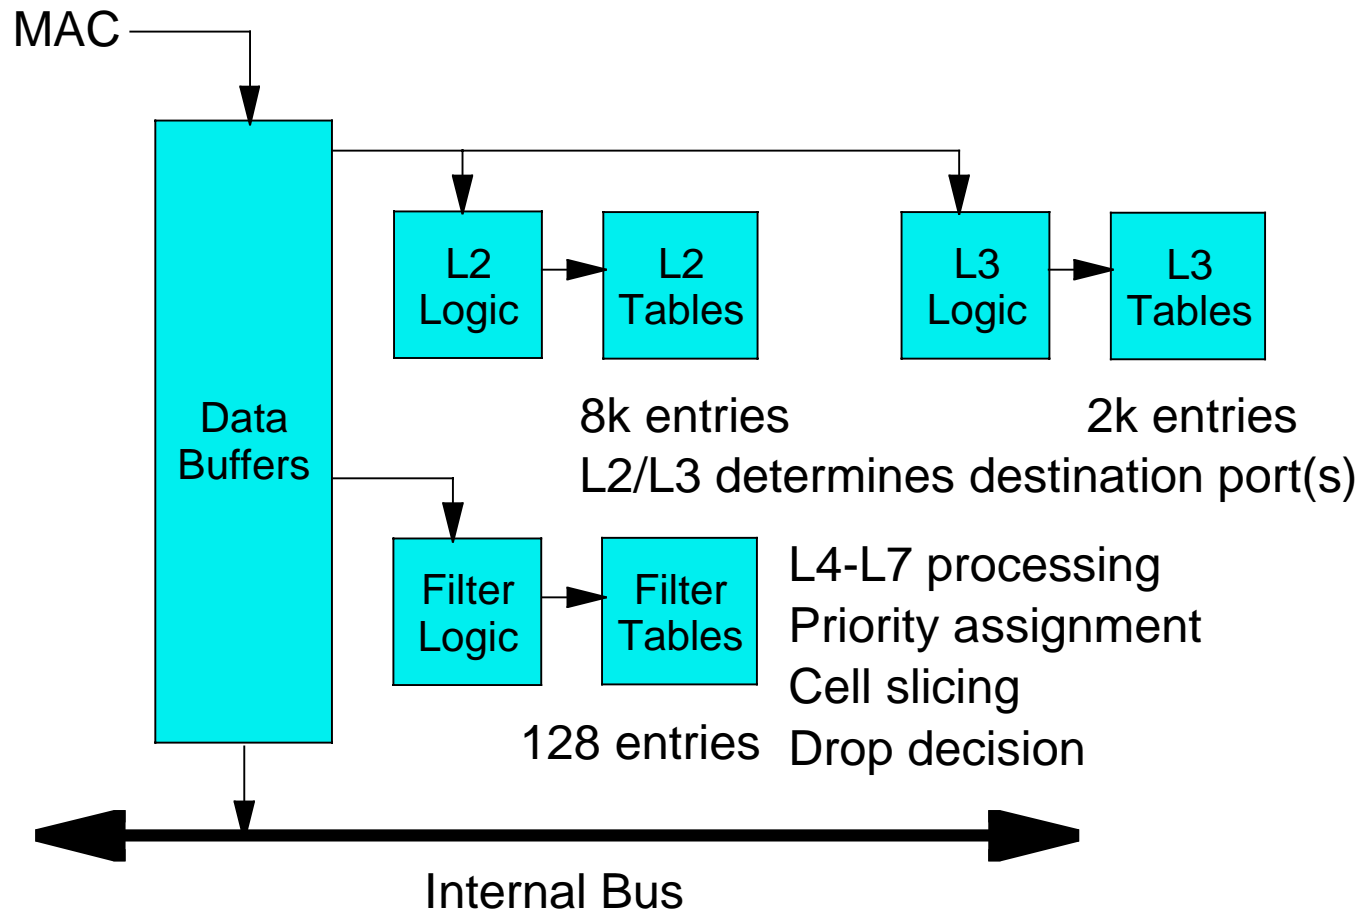 MAC
L2
Logic
L2
Tables
L3
Logic
L3
Tables
Data
Buffers
8k entries
2k entries
L2/L3 determines destination port(s)
Filter
Logic
Filter
Tables
L4-L7 processing
Priority assignment
Cell slicing
Drop decision
128 entries
Internal Bus